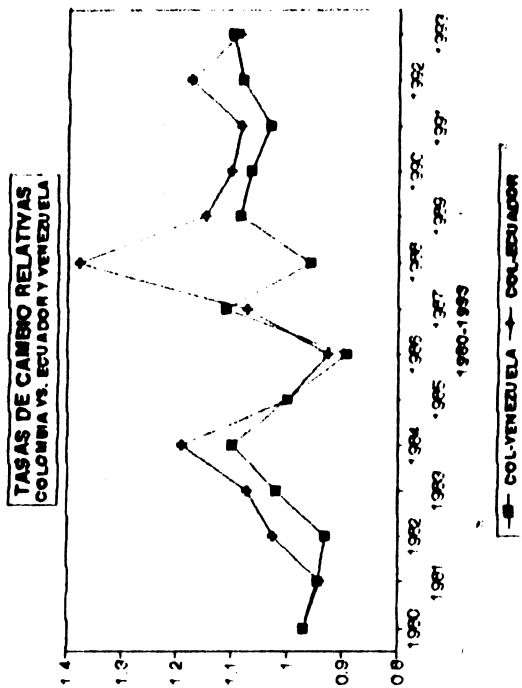 TASAS DE CAMBIO RELATIVAS
COLOMBIA VS. ECUADOR Y VENEZUELA
1.4
1.3
1.2
1.1
1
0.9
0.8
1980 1981 1982 1983 1984 1985 1986 1987 1988 1989 1990 1991 1992 1993
1980-1993
COL-VENEZUELA COL-ECUADOR